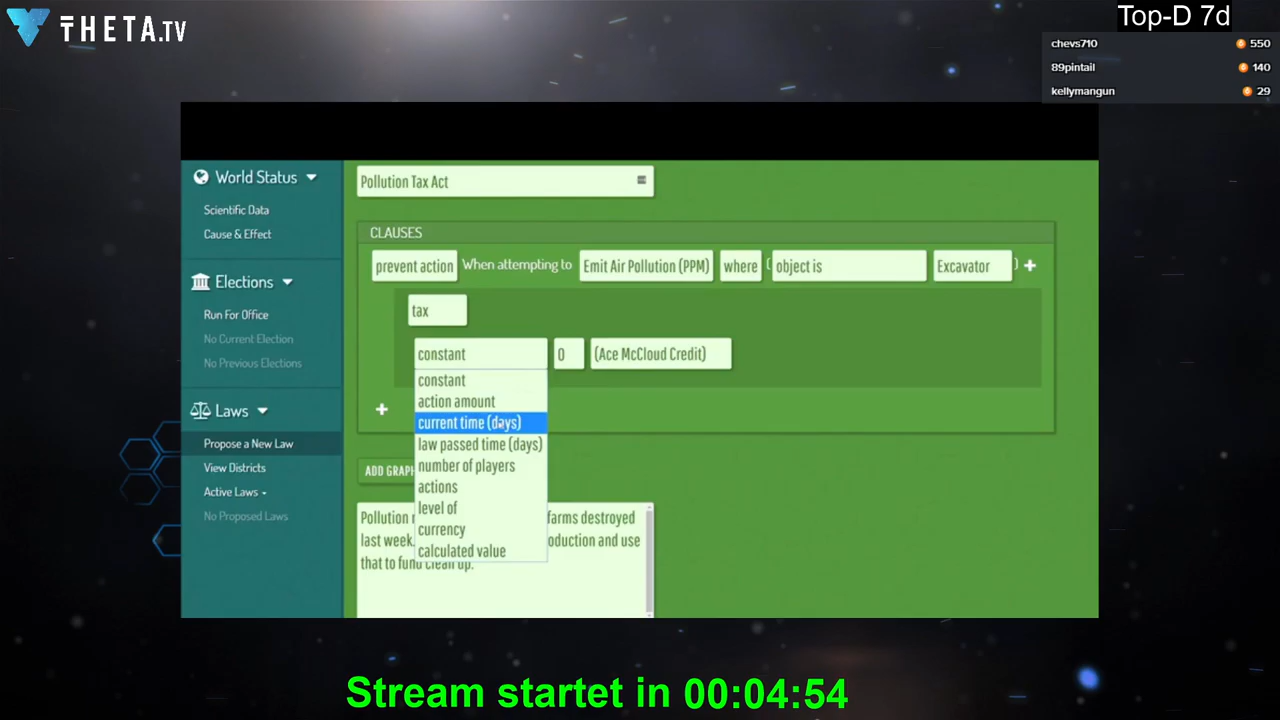 THETA.TV
Top-D 7d
chevs710 550
89pintail 140
kellymangun 29
World Status
Scientific Data
Cause & Effect
Elections
Run For Office
No Current Election
No Previous Elections
Laws
Propose a New Law
View Districts
Active Laws
No Proposed Laws
Pollution Tax Act
CLAUSES
prevent action When attempting to Emit Air Pollution (PPM) where ( object is Excavator ) +
tax
constant 0 (Ace McCloud Credit)
constant
action amount
current time (days)
law passed time (days)
number of players
actions
level of
currency
calculated value
+
ADD GRAPH
Pollution farms destroyed
last week. oduction and use
that to fund clean up.
Stream startet in 00:04:54